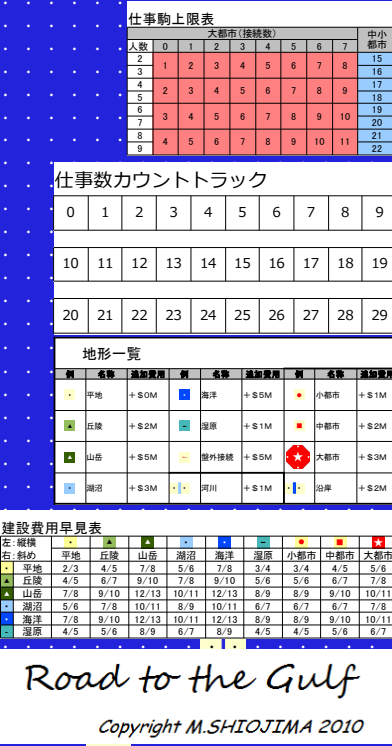 仕事駒上限表
大都市(接続数) 中小
人数 0 1 2 3 4 5 6 7 都市
2 1 2 3 4 5 6 7 8 15
3 16
4 2 3 4 5 6 7 8 9 17
5 18
6 3 4 5 6 7 8 9 10 19
7 20
8 4 5 6 7 8 9 10 11 21
9 22
仕事数カウントトラック
0 1 2 3 4 5 6 7 8 9
10 11 12 13 14 15 16 17 18 19
20 21 22 23 24 25 26 27 28 29
地形一覧
例 名称 追加費用 例 名称 追加費用 例 名称 追加費用
平地 +$0M 海洋 +$5M 小都市 +$1M
丘陵 +$2M 湿原 +$1M 中都市 +$2M
山岳 +$5M 盤外接続 +$5M 大都市 +$3M
湖沼 +$3M 河川 +$1M 沿岸 +$2M
建設費用早見表
左:縦横
右:斜め 平地 丘陵 山岳 湖沼 海洋 湿原 小都市 中都市 大都市
平地 2/3 4/5 7/8 5/6 7/8 3/4 3/4 4/5 5/6
丘陵 4/5 6/7 9/10 7/8 9/10 5/6 5/6 6/7 7/8
山岳 7/8 9/10 12/13 10/11 12/13 8/9 8/9 9/10 10/11
湖沼 5/6 7/8 10/11 8/9 10/11 6/7 6/7 6/7 7/8
海洋 7/8 9/10 12/13 10/11 12/13 8/9 8/9 9/10 10/11
湿原 4/5 5/6 8/9 6/7 8/9 4/5 4/5 5/6 6/7
Road to the Gulf
Copyright M.SHIOJIMA 2010